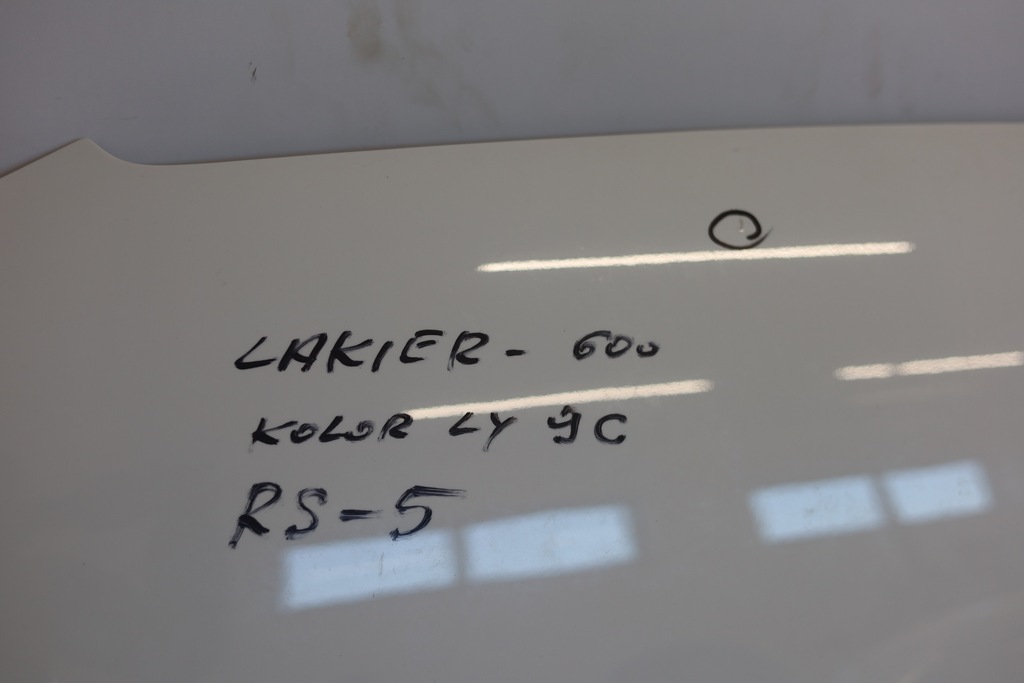 LAKIER - 600
KOLOR LY 9C
RS-5